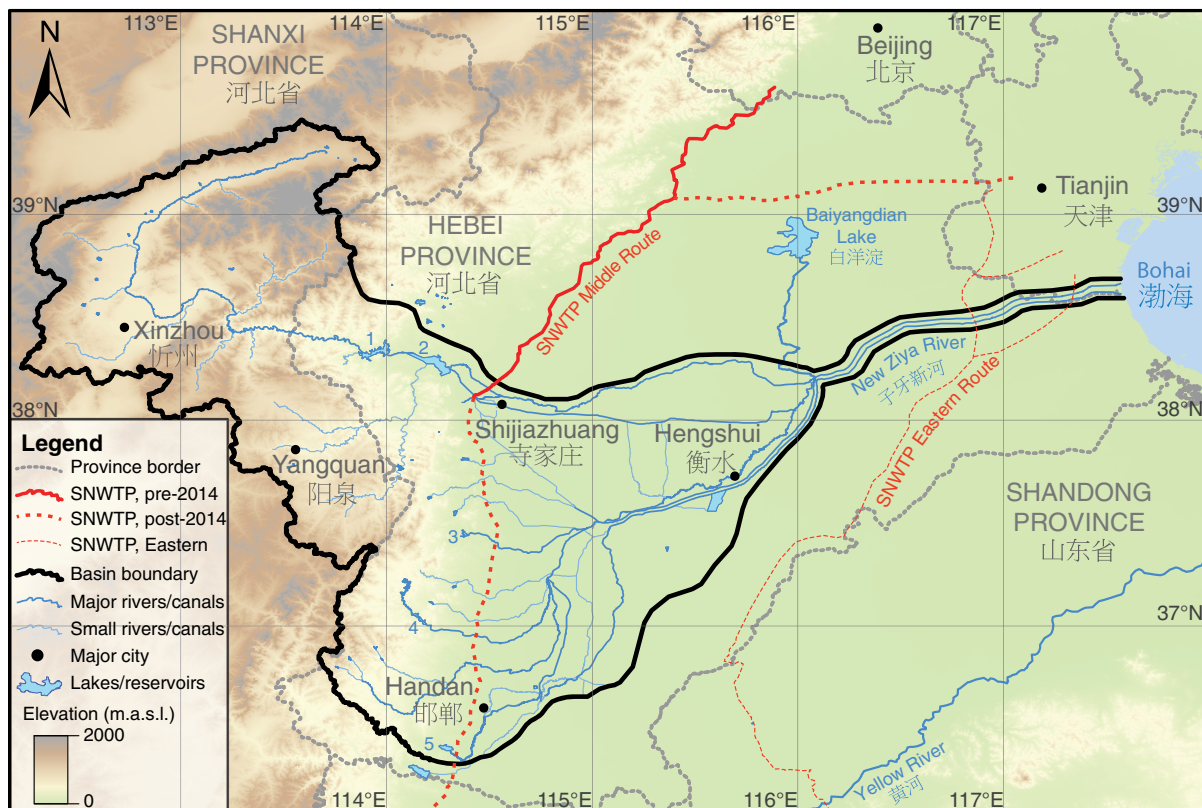 113°E
114°E
115°E
116°E
117°E
N
SHANXI
PROVINCE
河北省
Beijing
北京
39°N
39°N
Tianjin
天津
HEBEI
PROVINCE
河北省
Baiyangdian
Lake
白洋淀
SNWTP Middle Route
Bohai
渤海
Xinzhou
忻州
1
2
New Ziya River
子牙新河
38°N
38°N
Shijiazhuang
寺家庄
Hengshui
衡水
SNWTP Eastern Route
Yangquan
阳泉
SHANDONG
PROVINCE
山东省
3
4
37°N
Handan
邯郸
5
Yellow River
黄河
Legend
Province border
SNWTP, pre-2014
SNWTP, post-2014
SNWTP, Eastern
Basin boundary
Major rivers/canals
Small rivers/canals
Major city
Lakes/reservoirs
Elevation (m.a.s.l.)
2000
0
114°E
115°E
116°E
117°E